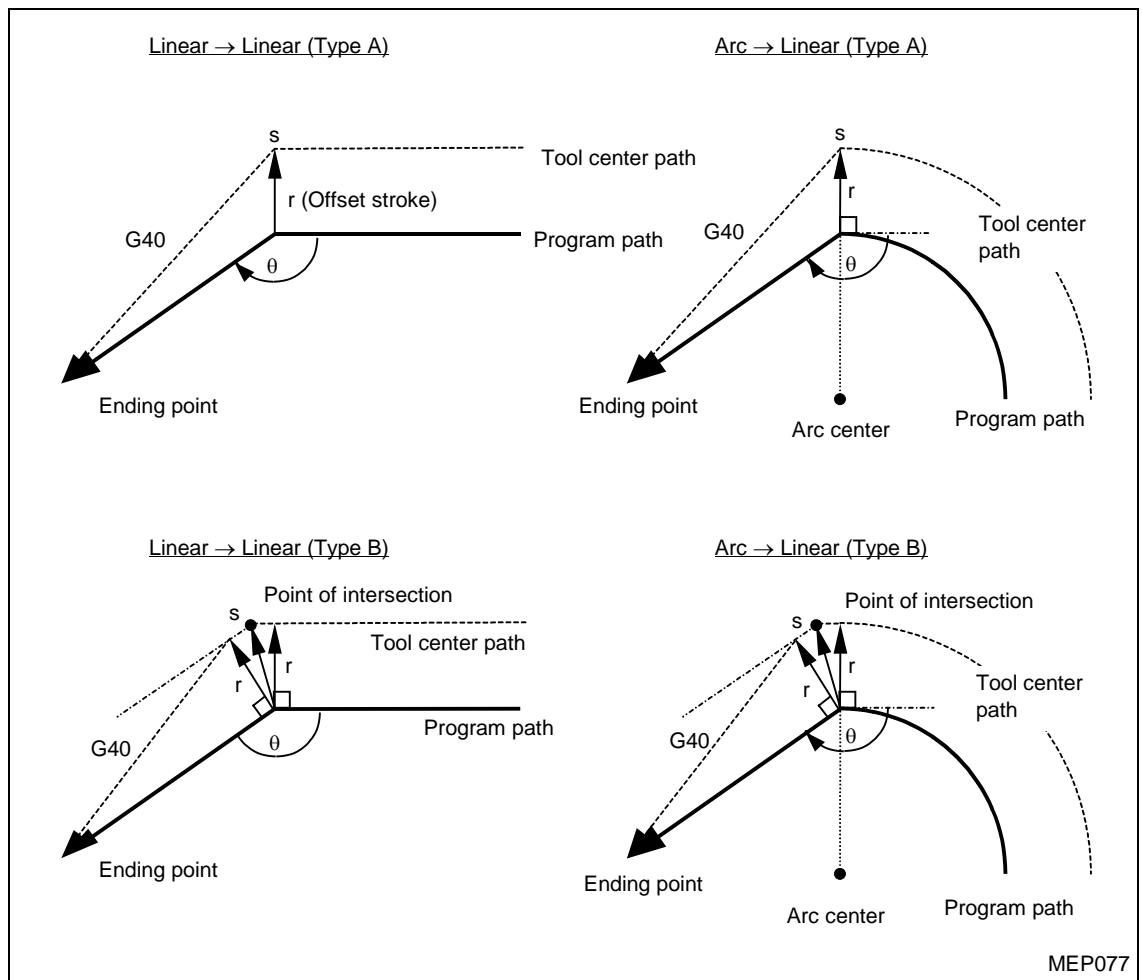 Linear → Linear (Type A)
s
Tool center path
r (Offset stroke)
G40
Program path
θ
Ending point
Arc → Linear (Type A)
s
r
G40
Tool center
path
θ
Ending point
Arc center
Program path
Linear → Linear (Type B)
Point of intersection
s
Tool center path
r
r
Program path
G40
θ
Ending point
Arc → Linear (Type B)
Point of intersection
s
r
r
Tool center
path
G40
θ
Ending point
Arc center
Program path
MEP077